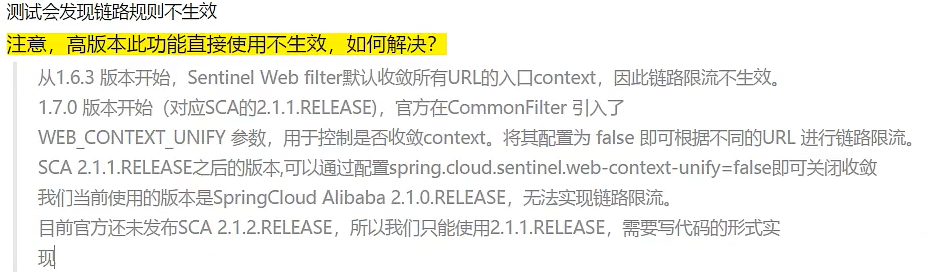 测试会发现链路规则不生效
注意，高版本此功能直接使用不生效，如何解决？
从1.6.3 版本开始，Sentinel Web filter默认收敛所有URL的入口context，因此链路限流不生效。
1.7.0 版本开始（对应SCA的2.1.1.RELEASE)，官方在CommonFilter 引入了
WEB_CONTEXT_UNIFY 参数，用于控制是否收敛context。将其配置为 false 即可根据不同的URL 进行链路限流。
SCA 2.1.1.RELEASE之后的版本,可以通过配置spring.cloud.sentinel.web-context-unify=false即可关闭收敛
我们当前使用的版本是SpringCloud Alibaba 2.1.0.RELEASE，无法实现链路限流。
目前官方还未发布SCA 2.1.2.RELEASE，所以我们只能使用2.1.1.RELEASE，需要写代码的形式实
现